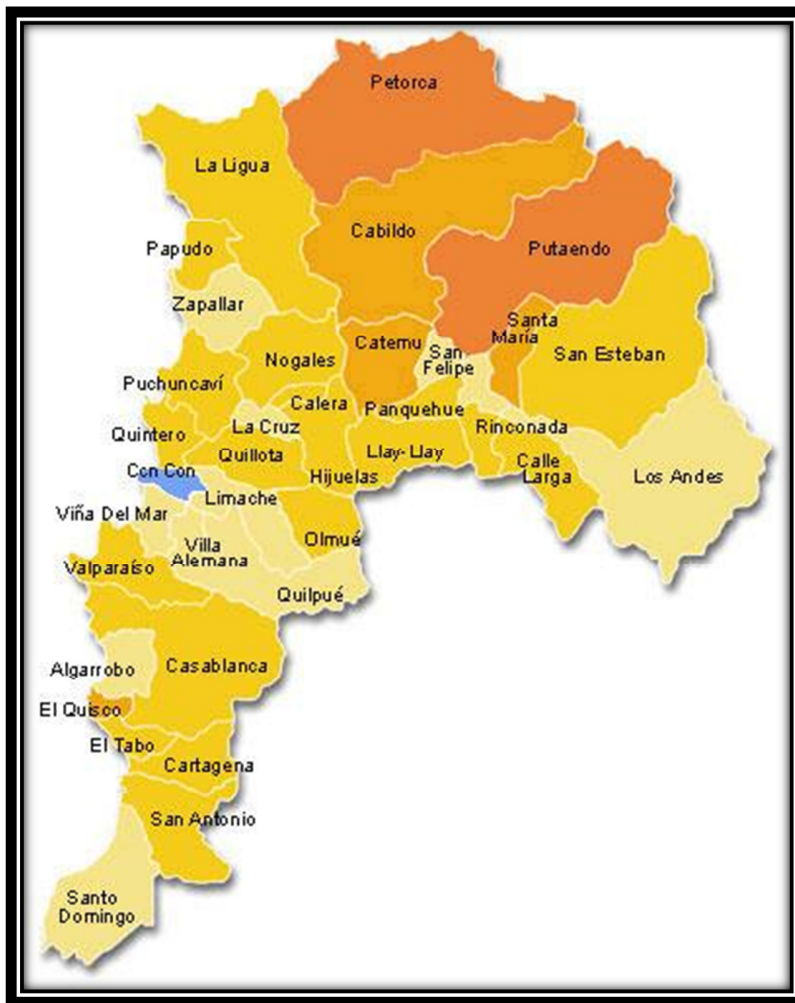 Petorca
La Ligua
Cabildo
Papudo
Putaendo
Zapallar
Santa
María
Catemu
San
Felipe
San Esteban
Nogales
Puchuncaví
Calera
Panquehue
La Cruz
Rinconada
Quintero
Quillota
Llay-Llay
Calle
Larga
Ccn Con
Hijuelas
Los Andes
Limache
Viña Del Mar
Villa
Alemana
Olmué
Valparaíso
Quilpué
Algarrobo
Casablanca
El Quisco
El Tabo
Cartagena
San Antonio
Santo
Domingo